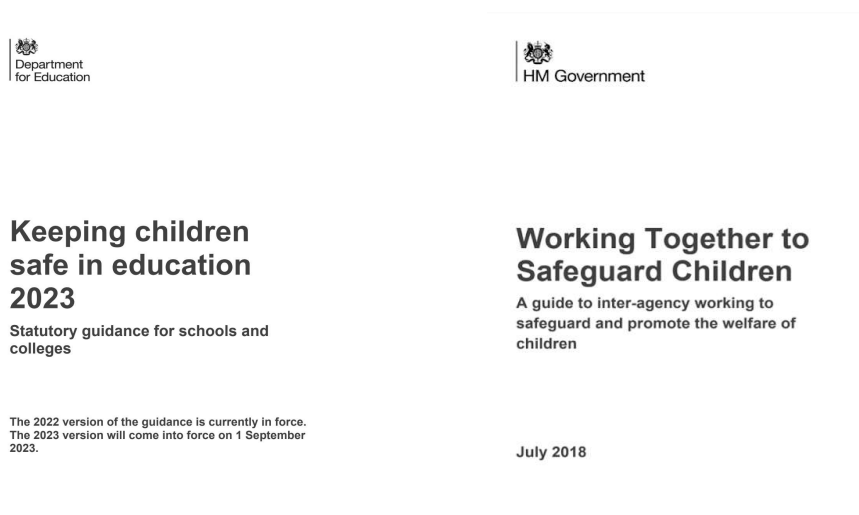 Department
for Education
Keeping children
safe in education
2023
Statutory guidance for schools and
colleges
The 2022 version of the guidance is currently in force.
The 2023 version will come into force on 1 September
2023.
HM Government
Working Together to
Safeguard Children
A guide to inter-agency working to
safeguard and promote the welfare of
children
July 2018